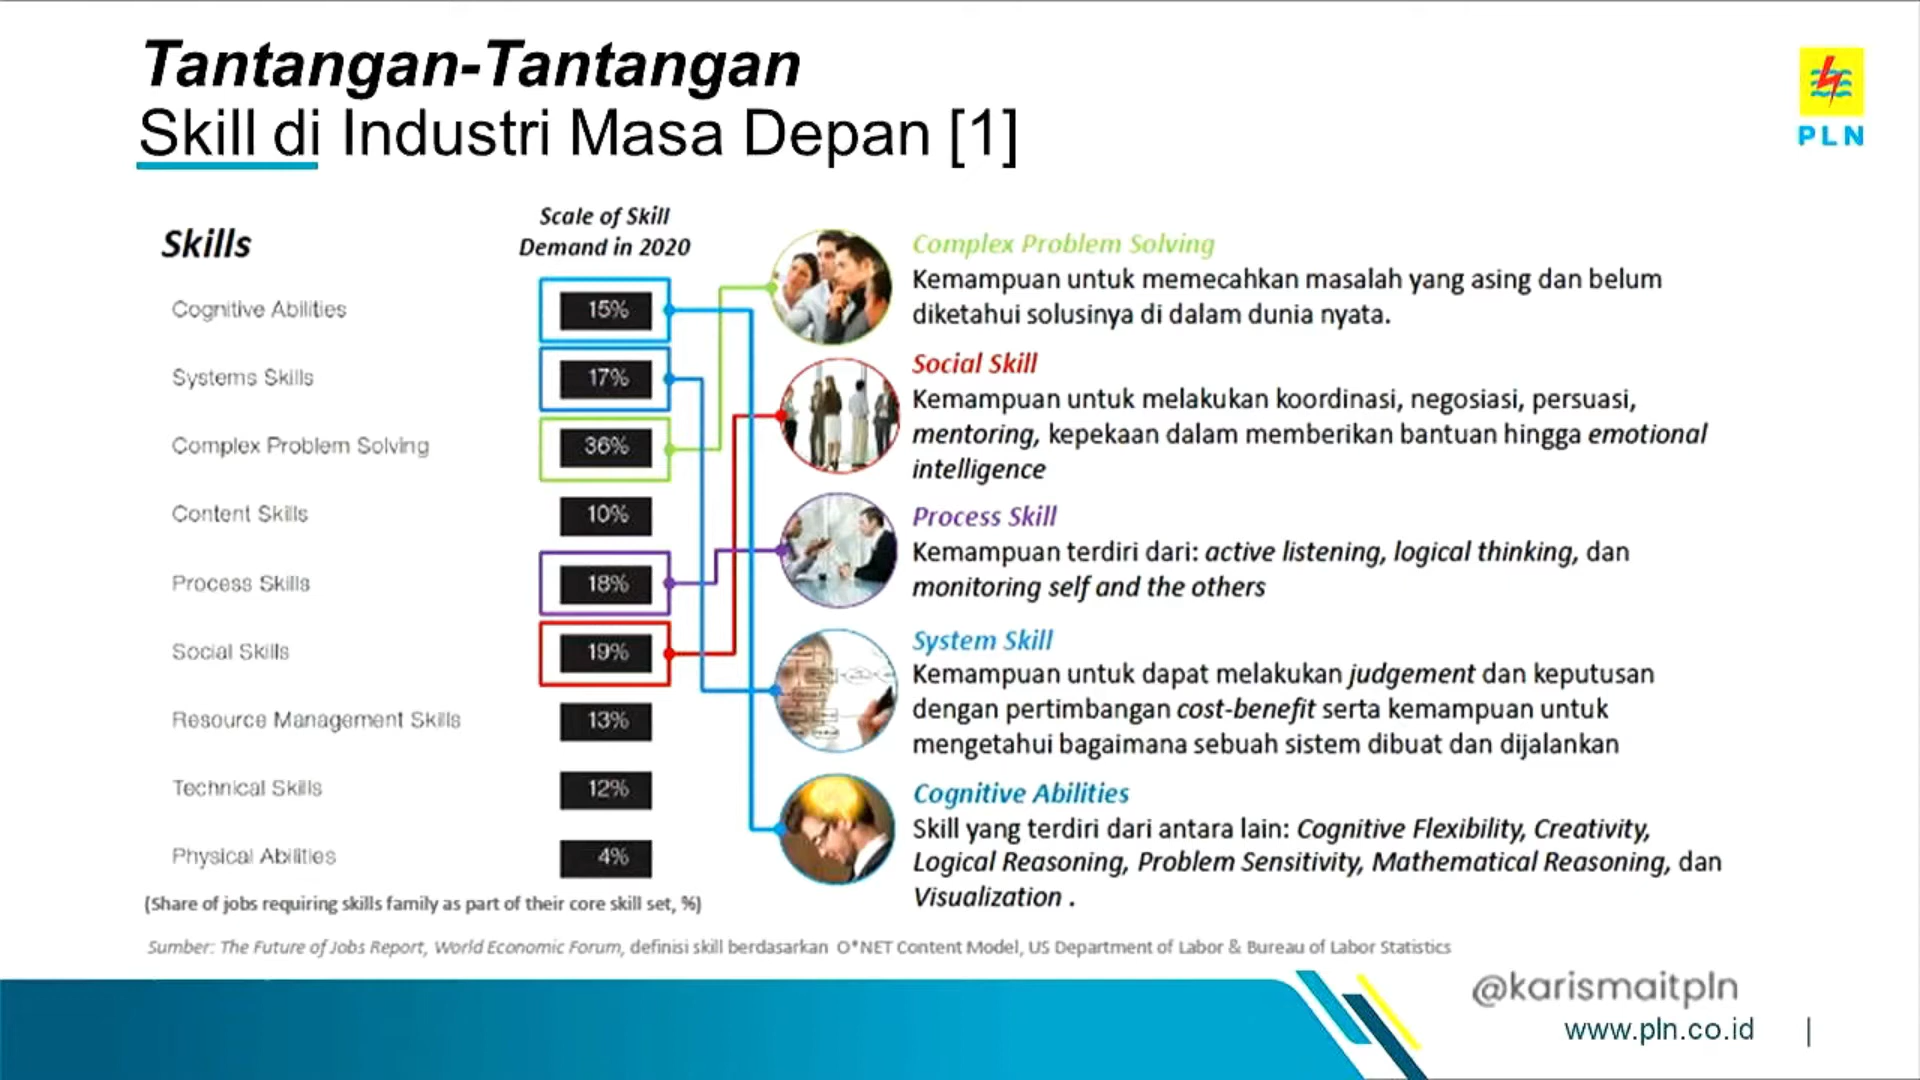 Tantangan-Tantangan
Skill di Industri Masa Depan [1]
PLN
Skills
Scale of Skill
Demand in 2020
Cognitive Abilities 15%
Systems Skills 17%
Complex Problem Solving 36%
Content Skills 10%
Process Skills 18%
Social Skills 19%
Resource Management Skills 13%
Technical Skills 12%
Physical Abilities 4%
(Share of jobs requiring skills family as part of their core skill set, %)
Complex Problem Solving
Kemampuan untuk memecahkan masalah yang asing dan belum
diketahui solusinya di dalam dunia nyata.
Social Skill
Kemampuan untuk melakukan koordinasi, negosiasi, persuasi,
mentoring, kepekaan dalam memberikan bantuan hingga emotional
intelligence
Process Skill
Kemampuan terdiri dari: active listening, logical thinking, dan
monitoring self and the others
System Skill
Kemampuan untuk dapat melakukan judgement dan keputusan
dengan pertimbangan cost-benefit serta kemampuan untuk
mengetahui bagaimana sebuah sistem dibuat dan dijalankan
Cognitive Abilities
Skill yang terdiri dari antara lain: Cognitive Flexibility, Creativity,
Logical Reasoning, Problem Sensitivity, Mathematical Reasoning, dan
Visualization .
Sumber: The Future of Jobs Report, World Economic Forum, definisi skill berdasarkan O*NET Content Model, US Department of Labor & Bureau of Labor Statistics
@karismaitpln
www.pln.co.id |